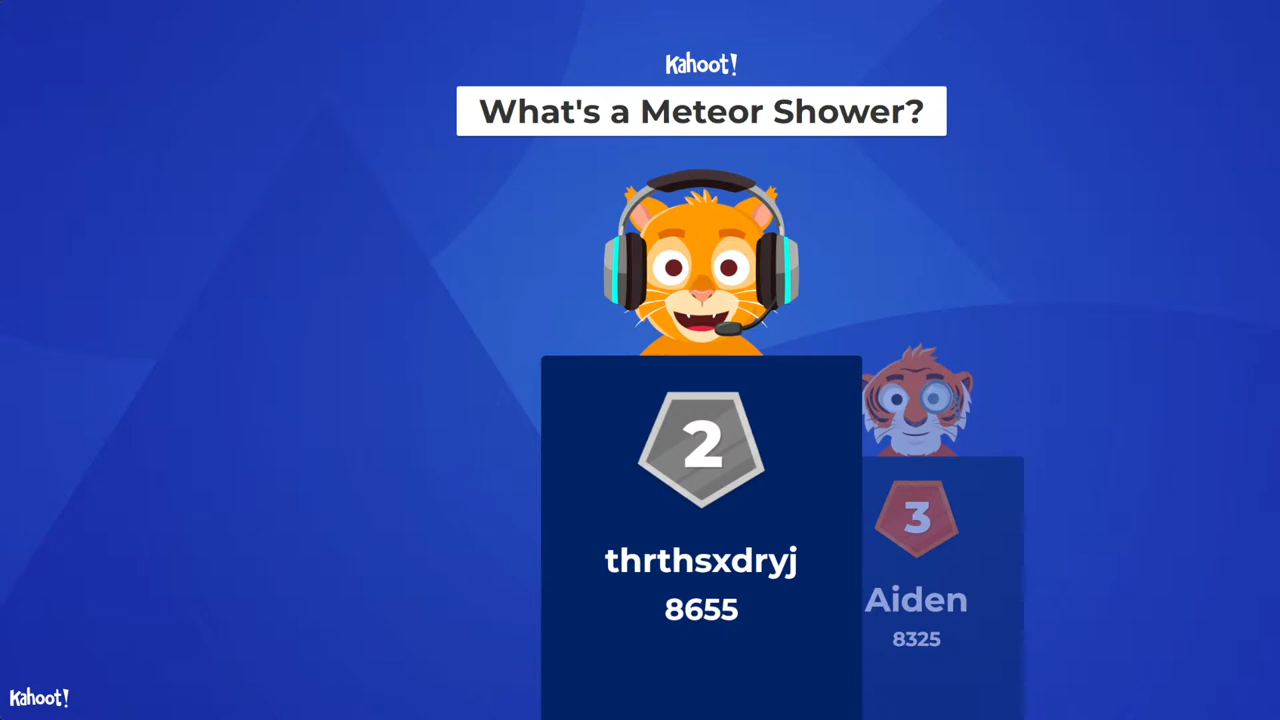 Kahoot!
What's a Meteor Shower?
2
thrthsxdryj
8655
3
Aiden
8325
Kahoot!